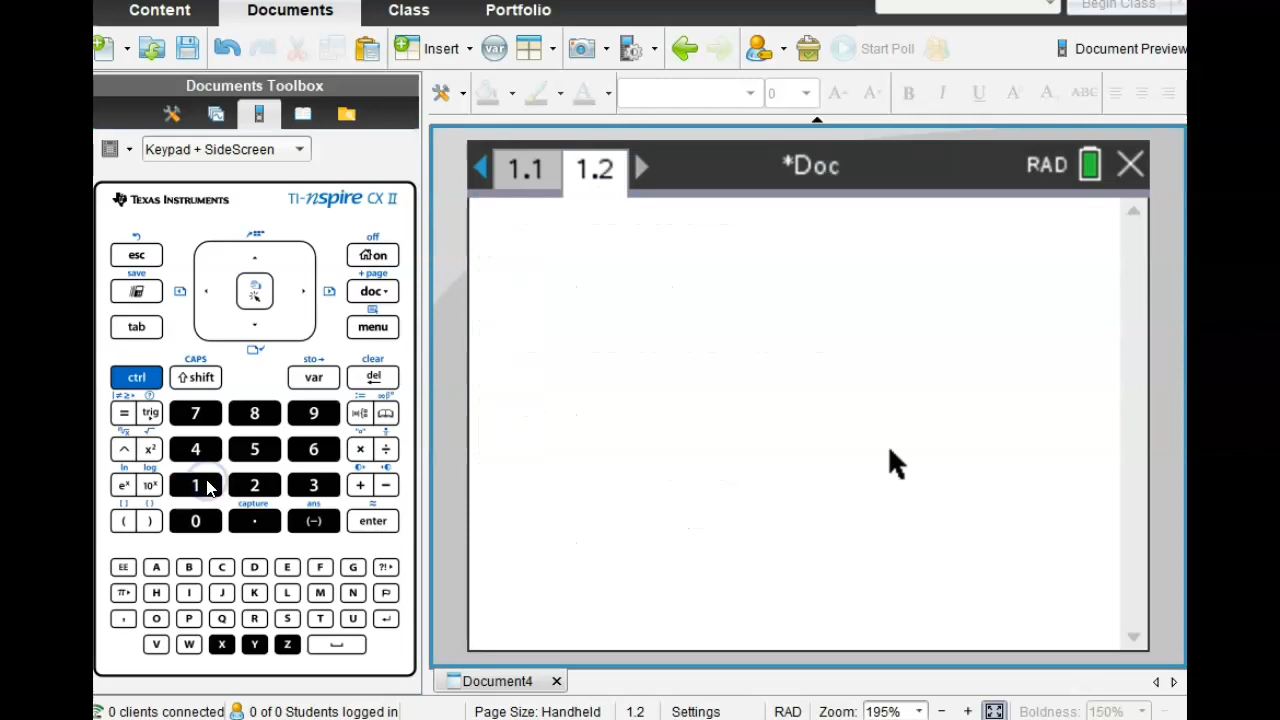 Content Documents Class Portfolio
Begin Class
Insert var Start Poll Document Preview
Documents Toolbox
0 A A B I U A A ABC
Keypad + SideScreen
1.1 1.2 *Doc RAD
TEXAS INSTRUMENTS TI-nspire CX II
off
esc on
save + page
doc
tab menu
CAPS sto→ clear
ctrl ⇧shift var del
= trig 7 8 9
^ x² 4 5 6 × ÷
ln log
eˣ 10ˣ 1 2 3 + −
[ ] { } capture ans ≈
( ) 0 . (−) enter
EE A B C D E F G ?!▸
π▸ H I J K L M N
, O P Q R S T U ↵
V W X Y Z
Document4
0 clients connected 0 of 0 Students logged in Page Size: Handheld 1.2 Settings RAD Zoom: 195% − + Boldness: 150% −